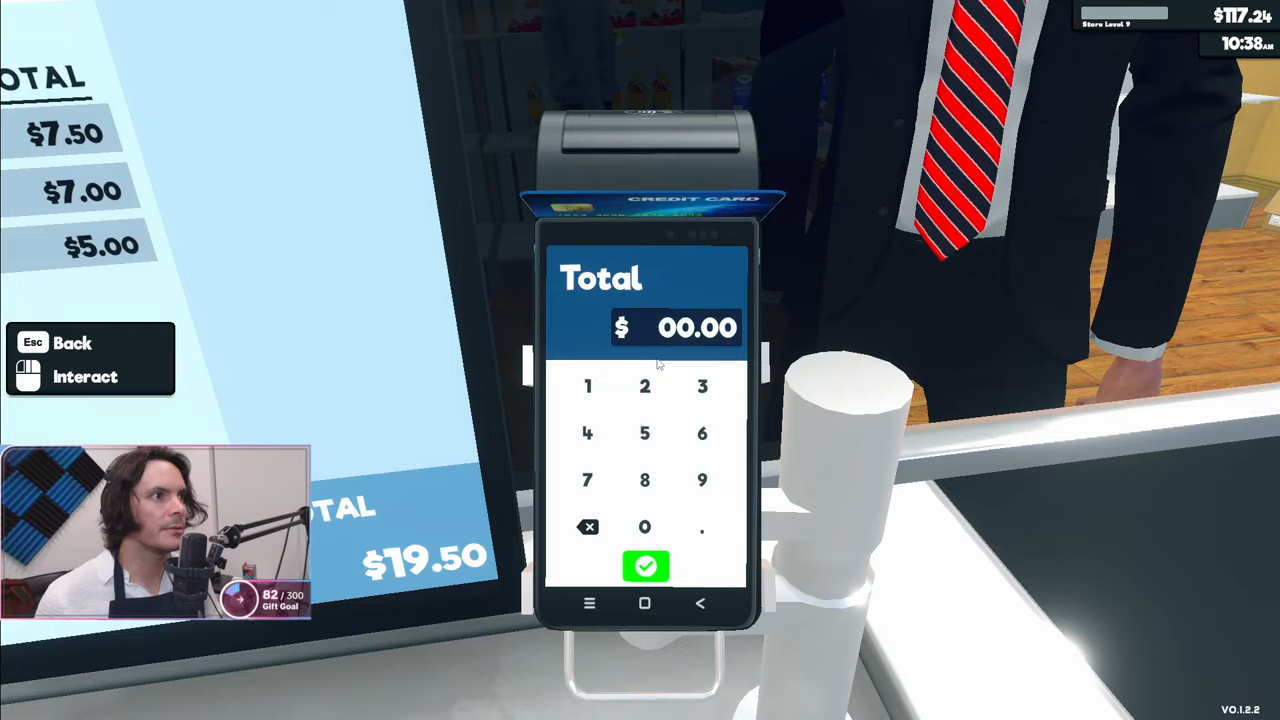 $117.24
Store Level 9
10:38AM
OTAL
$7.50
$7.00
$5.00
CREDIT CARD
Total
$ 00.00
Esc Back
Interact
1 2 3
4 5 6
7 8 9
0 .
TAL
$19.50
82 / 300
Gift Goal
V0.1.2.2